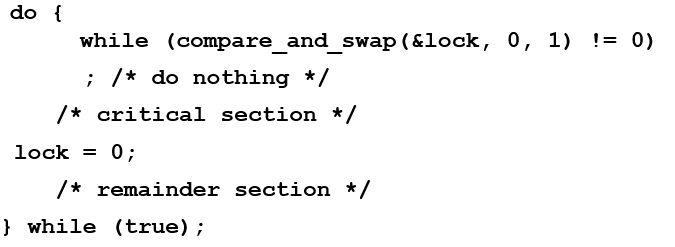 do {
while (compare_and_swap(&lock, 0, 1) != 0)
; /* do nothing */
/* critical section */
lock = 0;
/* remainder section */
} while (true);